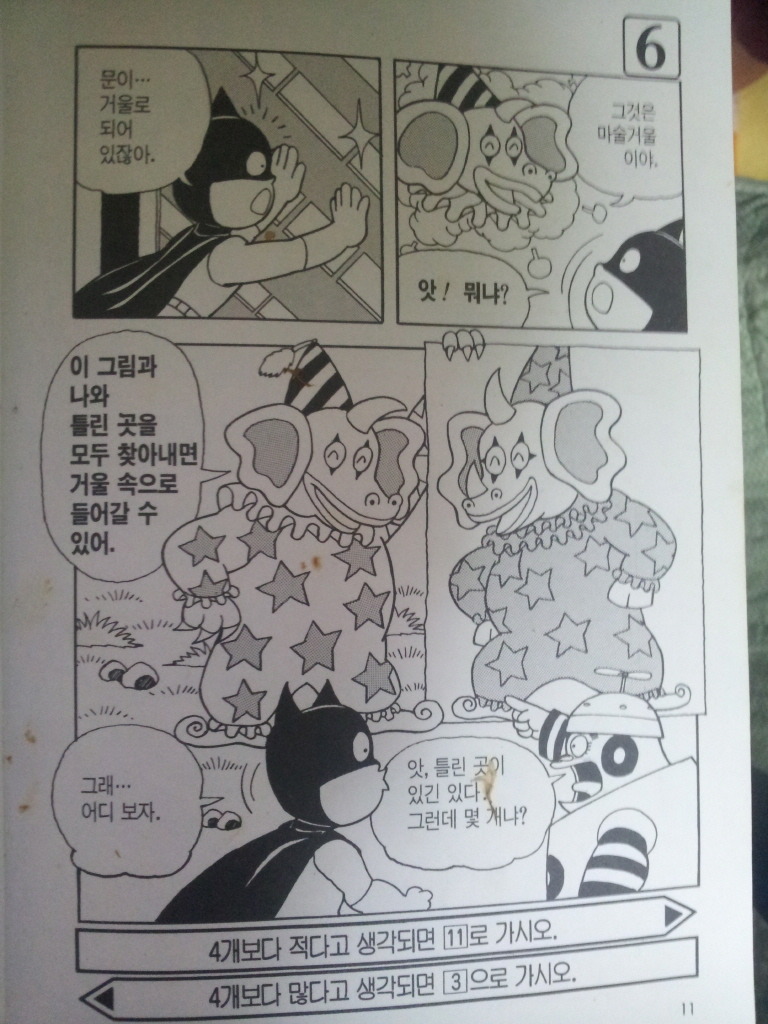 6
문이…
거울로
되어
있잖아.
그것은
마술거울
이야.
앗! 뭐냐?
이 그림과
나와
틀린 곳을
모두 찾아내면
거울 속으로
들어갈 수
있어.
그래…
어디 보자.
앗, 틀린 곳이
있긴 있다.
그런데 몇 개냐?
4개보다 적다고 생각되면 11로 가시오.
4개보다 많다고 생각되면 3으로 가시오.
11